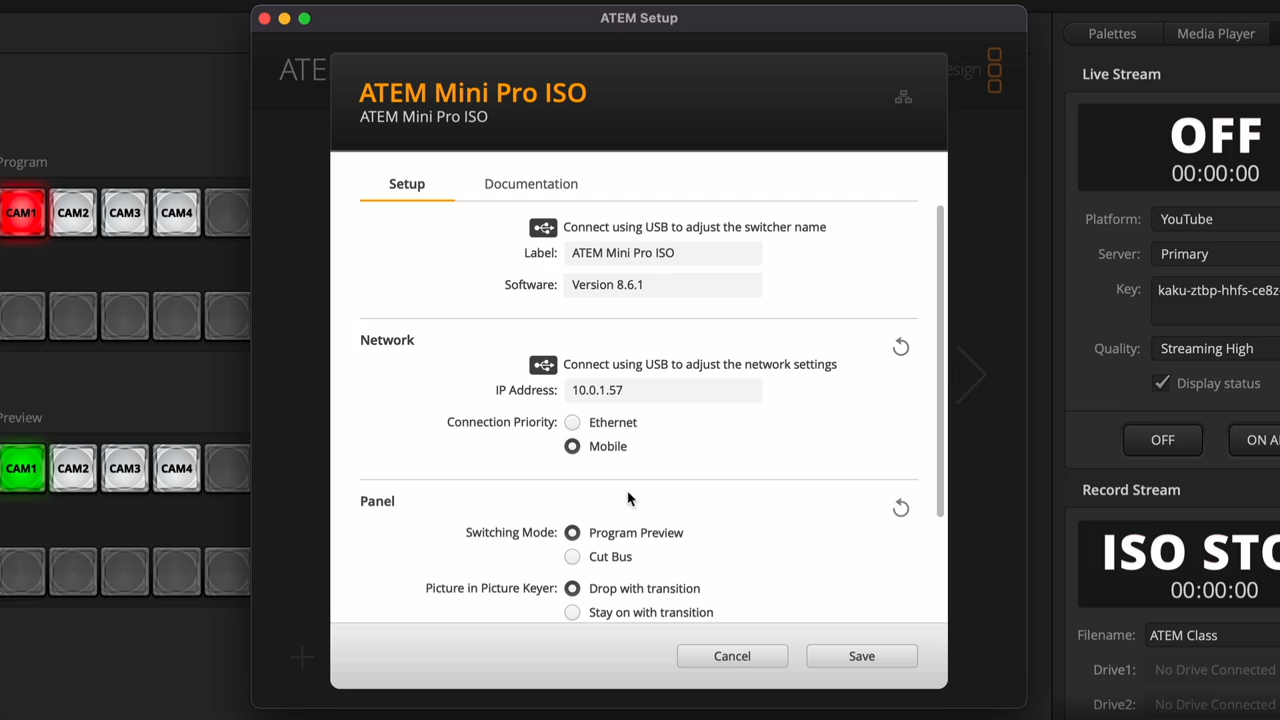 ATEM Setup
ATE
esign
ATEM Mini Pro ISO
ATEM Mini Pro ISO
Setup
Documentation
Connect using USB to adjust the switcher name
Label: ATEM Mini Pro ISO
Software: Version 8.6.1
Network
Connect using USB to adjust the network settings
IP Address: 10.0.1.57
Connection Priority: Ethernet
Mobile
Panel
Switching Mode: Program Preview
Cut Bus
Picture in Picture Keyer: Drop with transition
Stay on with transition
Cancel
Save
Program
CAM1 CAM2 CAM3 CAM4
Preview
CAM1 CAM2 CAM3 CAM4
Palettes
Media Player
Live Stream
OFF
00:00:00
Platform: YouTube
Server: Primary
Key: kaku-ztbp-hhfs-ce8z-
Quality: Streaming High
Display status
OFF
ON A
Record Stream
ISO STO
00:00:00
Filename: ATEM Class
Drive1: No Drive Connected
Drive2: No Drive Connected